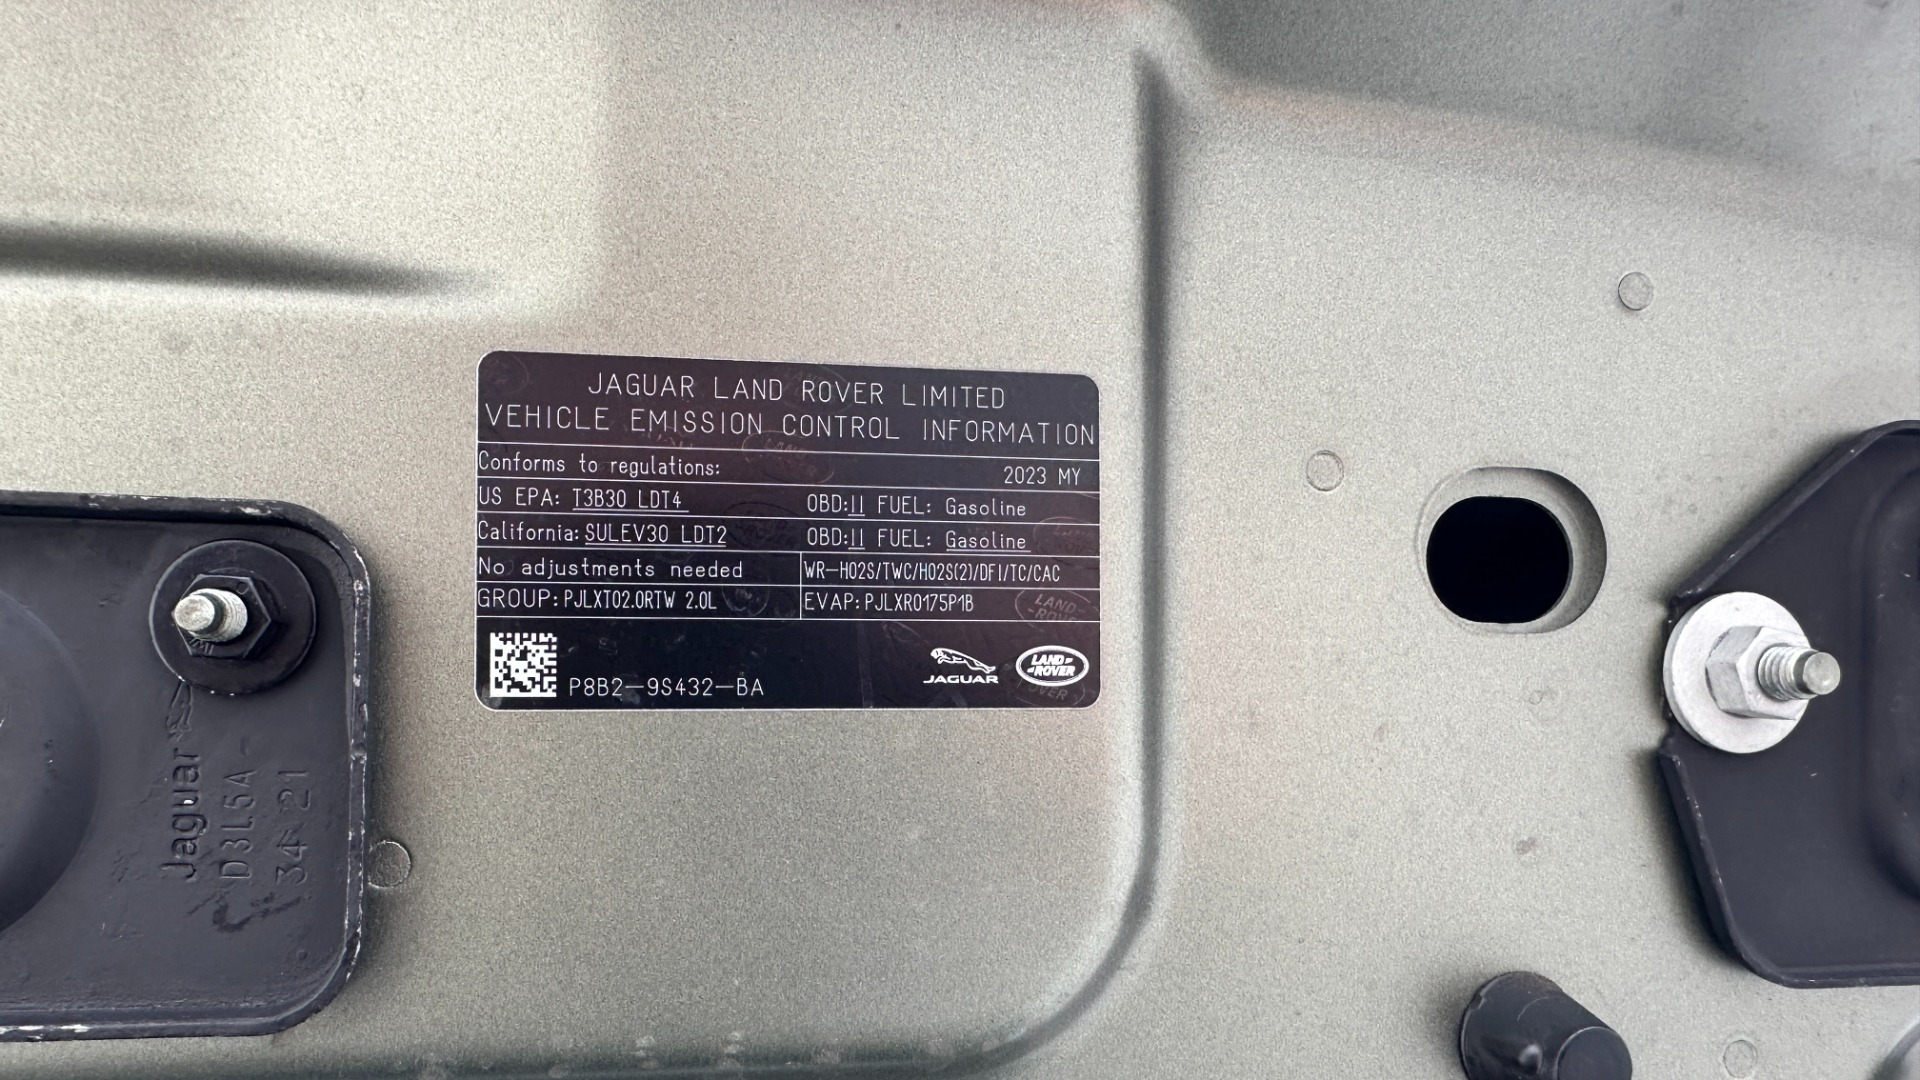 JAGUAR LAND ROVER LIMITED
VEHICLE EMISSION CONTROL INFORMATION
Conforms to regulations: 2023 MY
US EPA: T3B30 LDT4 OBD:II FUEL: Gasoline
California: SULEV30 LDT2 OBD:II FUEL: Gasoline
No adjustments needed WR-HO2S/TWC/HO2S(2)/DFI/TC/CAC
GROUP: PJLXT02.0RTW 2.0L EVAP: PJLXR0175P1B
P8B2-9S432-BA
JAGUAR
LAND-
-ROVER
Jaguar
D3L5A-
34 21